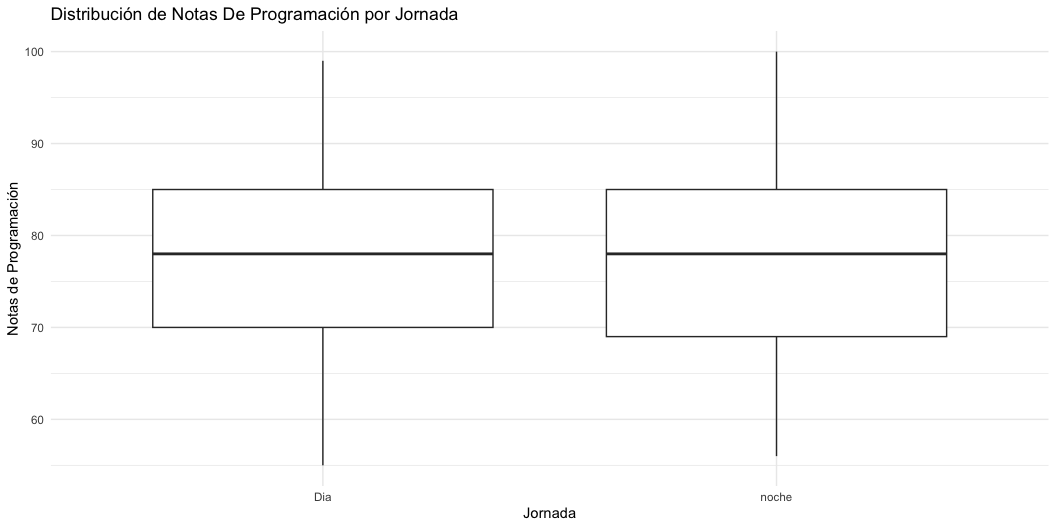 Distribución de Notas De Programación por Jornada
Notas de Programación
100
90
80
70
60
Dia
noche
Jornada